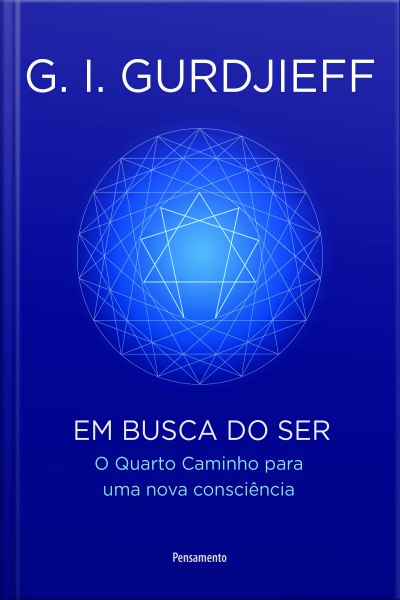 G. I. GURDJIEFF
EM BUSCA DO SER
O Quarto Caminho para
uma nova consciência
Pensamento